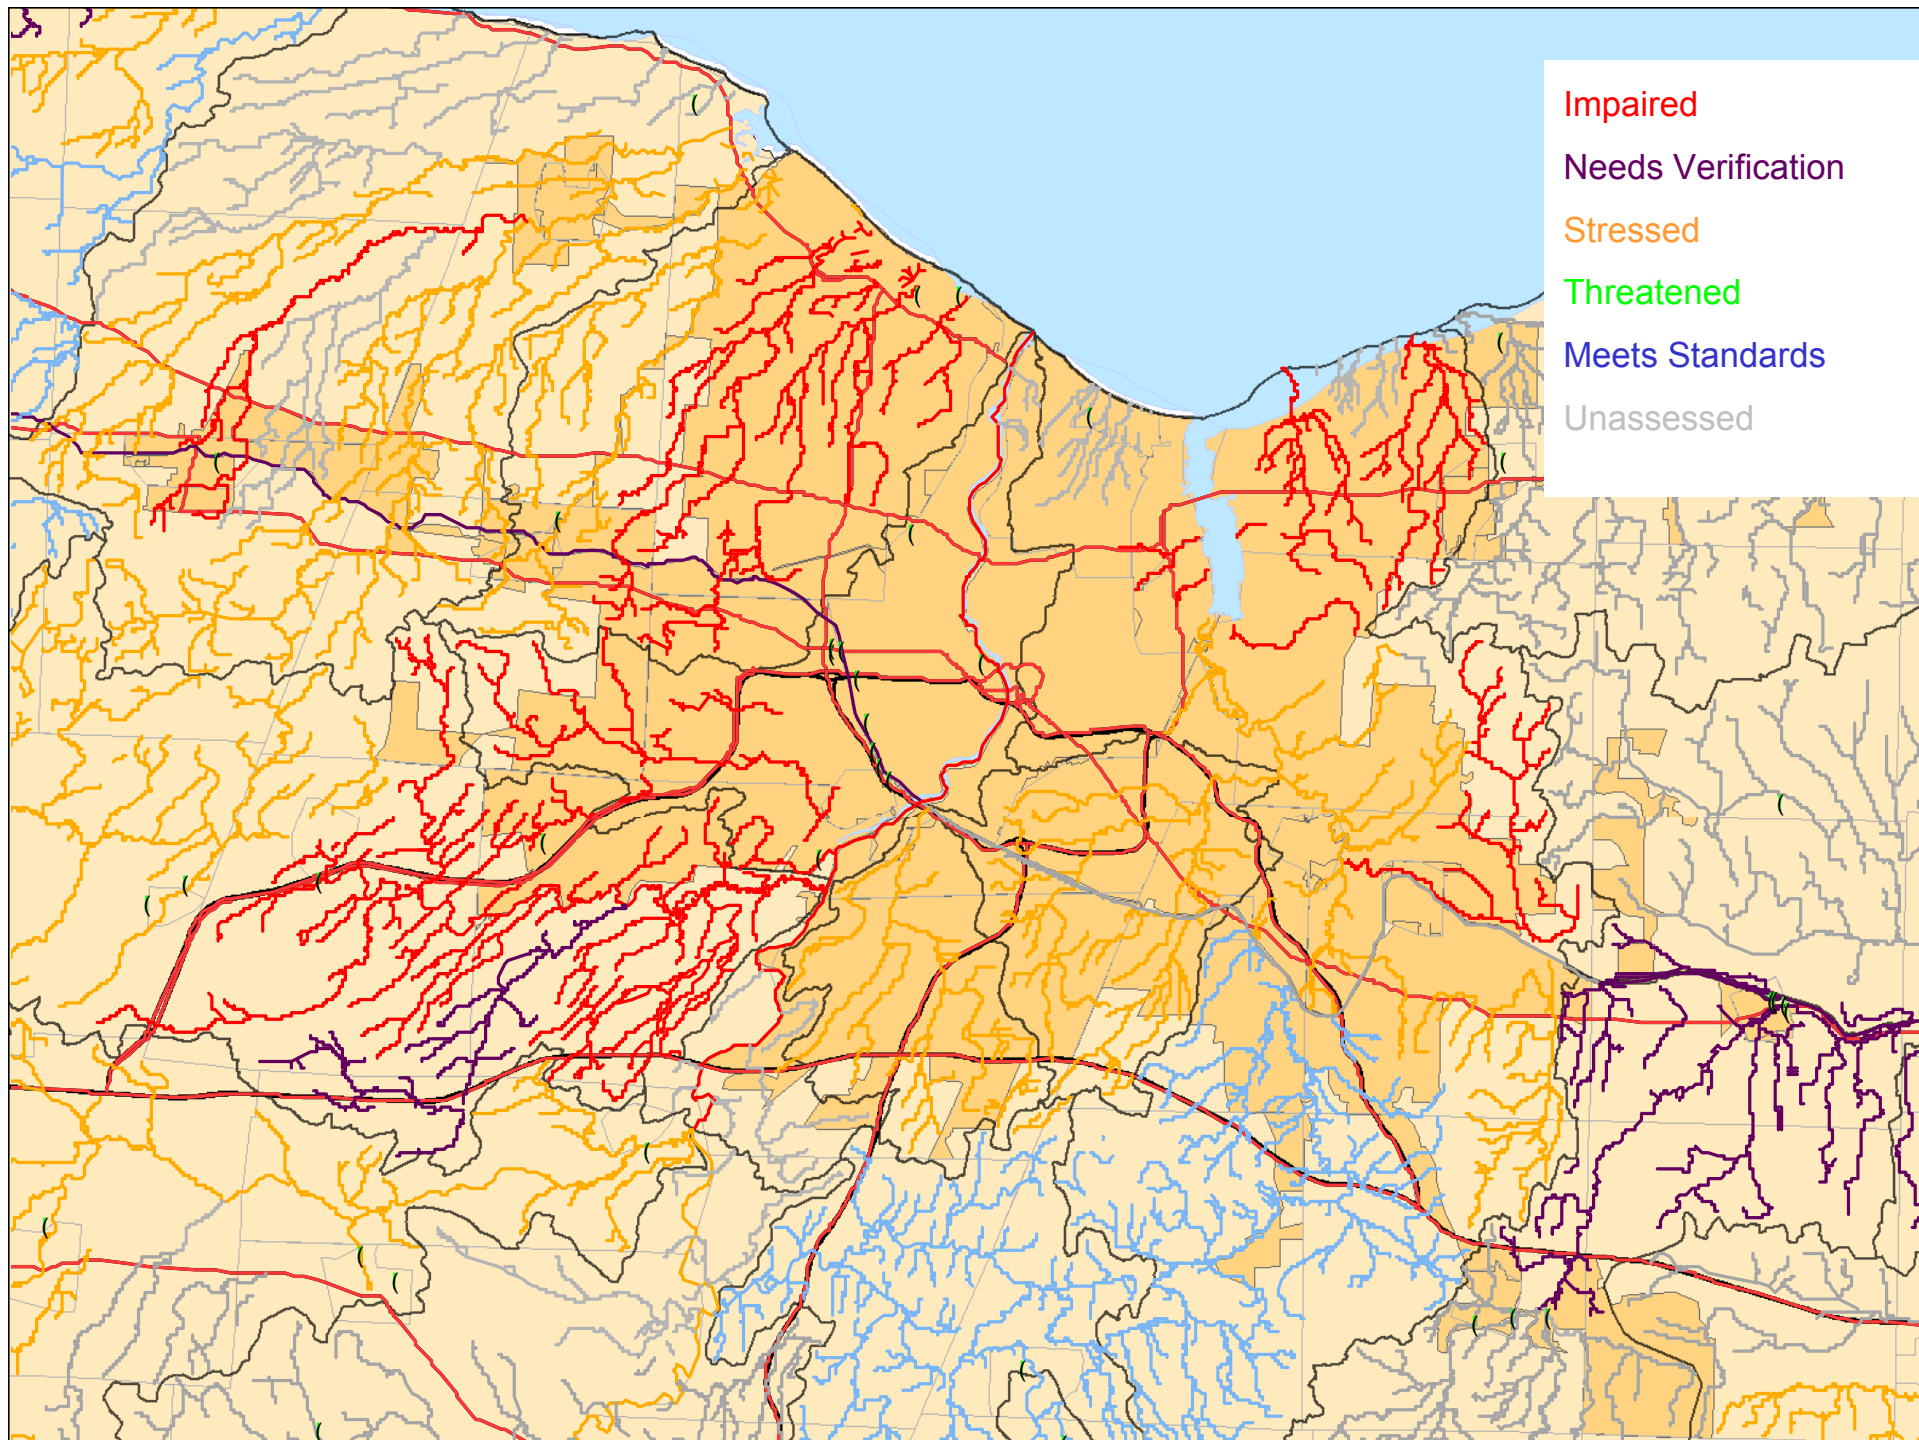 Impaired
Needs Verification
Stressed
Threatened
Meets Standards
Unassessed